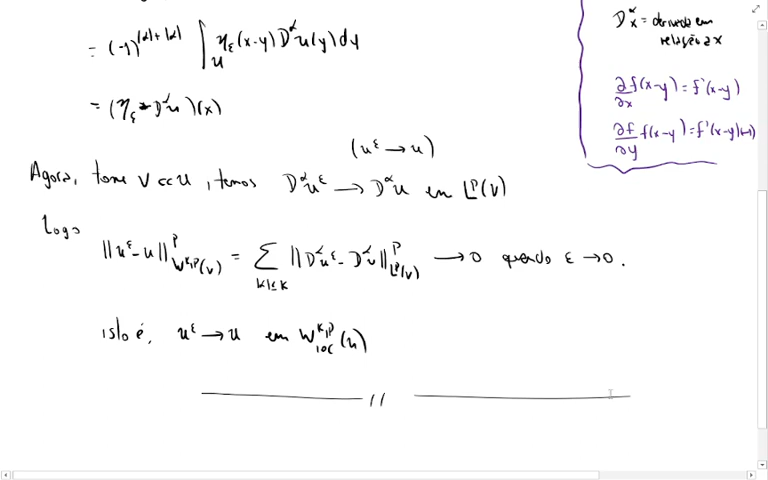 = (-1)^{|α|+|α|} ∫_U η_ε(x-y) D^α u(y) dy
= (η_ε * D^α u)(x)
(u^ε → u)
Agora, tome V ⊂⊂ U, temos D^α u^ε → D^α u em L^p(V)
Logo
||u^ε - u||^p_{W^{k,p}(V)} = Σ_{|α|≤k} ||D^α u^ε - D^α u||^p_{L^p(V)} → 0 quando ε → 0.
isto é, u^ε → u em W^{k,p}_{loc}(U)
//
D_x^α = derivada em
relação a x
∂/∂x f(x-y) = f'(x-y)
∂f/∂y f(x-y) = f'(x-y)(-1)